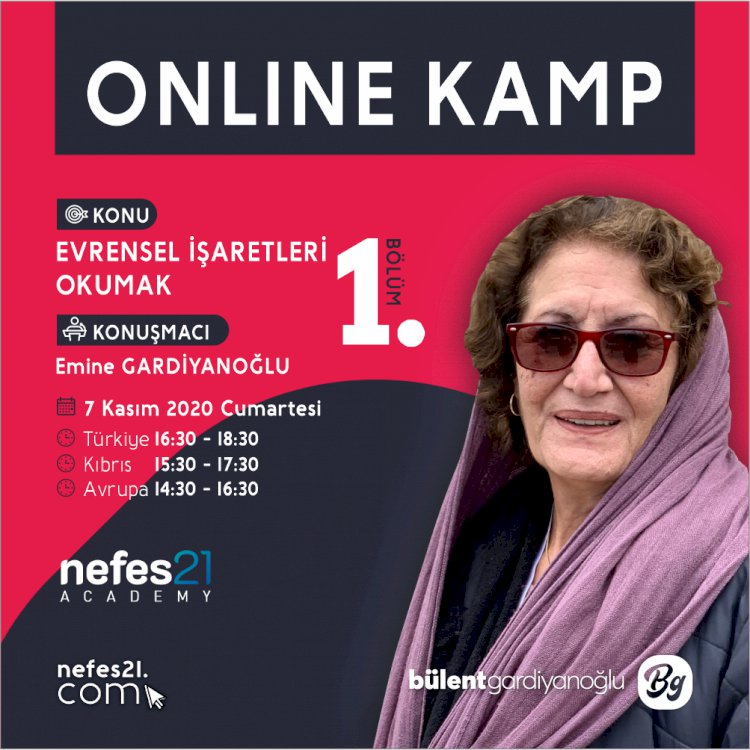 ONLINE KAMP
KONU
EVRENSEL İŞARETLERİ
OKUMAK
1.
BÖLÜM
KONUŞMACI
Emine GARDİYANOĞLU
7 Kasım 2020 Cumartesi
Türkiye 16:30 - 18:30
Kıbrıs 15:30 - 17:30
Avrupa 14:30 - 16:30
nefes21
ACADEMY
nefes21.
com
bülentgardiyanoğlu
Bg